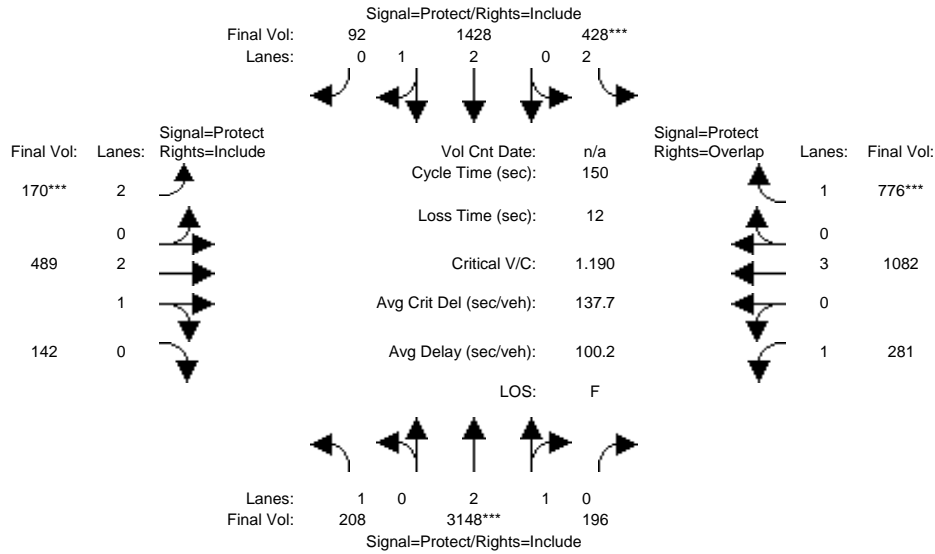 Signal=Protect/Rights=Include
Final Vol: 92 1428 428***
Lanes: 0 1 2 0 2
Signal=Protect Signal=Protect
Final Vol: Lanes: Rights=Include Vol Cnt Date: n/a Rights=Overlap Lanes: Final Vol:
Cycle Time (sec): 150
170*** 2 1 776***
Loss Time (sec): 12
0 0
489 2 Critical V/C: 1.190 3 1082
1 Avg Crit Del (sec/veh): 137.7 0
142 0 Avg Delay (sec/veh): 100.2 1 281
LOS: F
Lanes: 1 0 2 1 0
Final Vol: 208 3148*** 196
Signal=Protect/Rights=Include